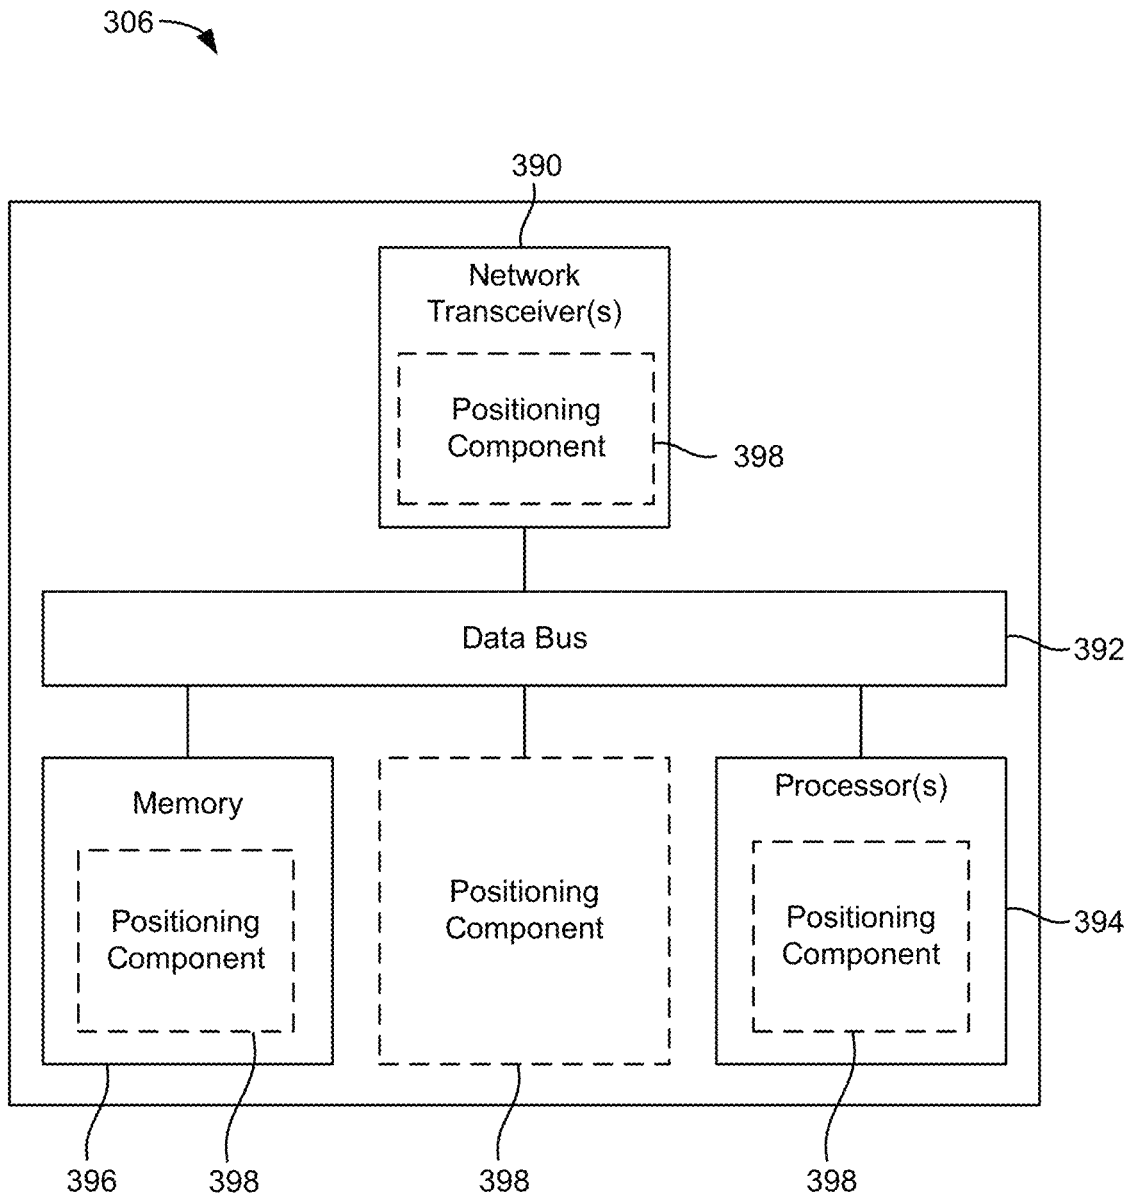 306
390
Network
Transceiver(s)
Positioning
Component
398
Data Bus
392
Memory
Positioning
Component
Positioning
Component
Processor(s)
Positioning
Component
394
396
398
398
398